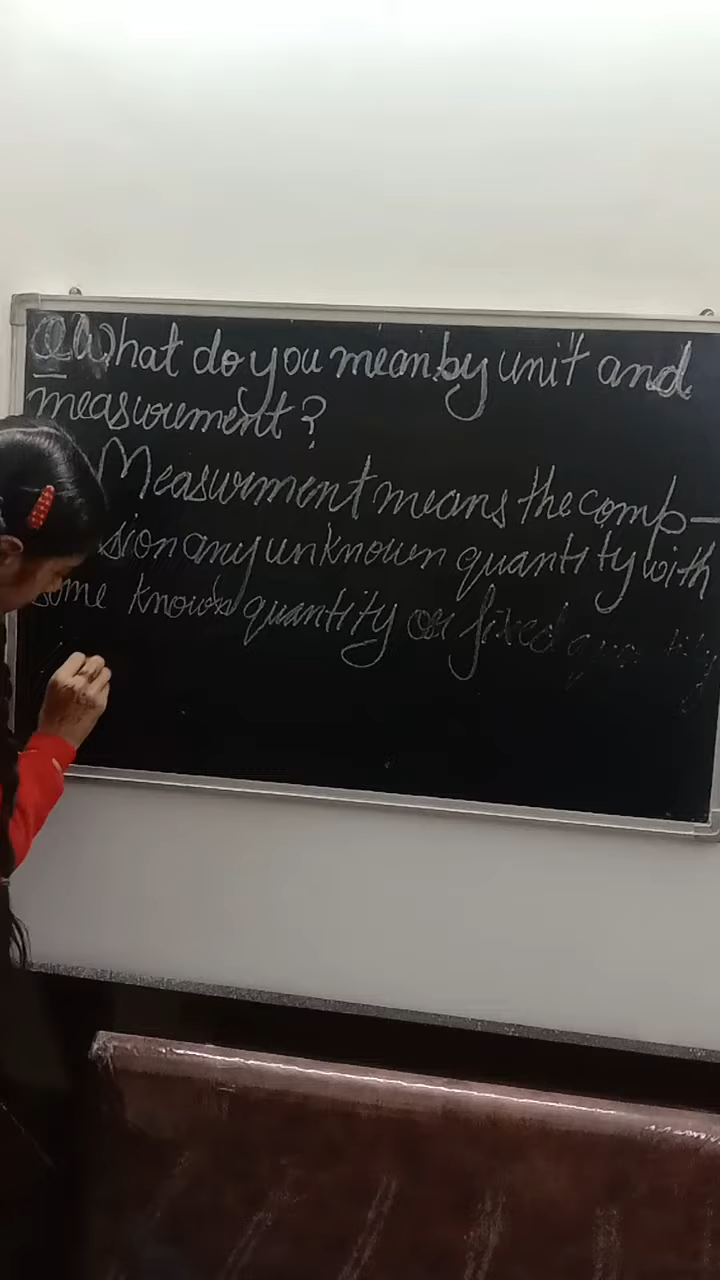 Q What do you mean by unit and
measurement?
Measurment means the comp-
sion any unknown quantity with
some known quantity or fixed quantity